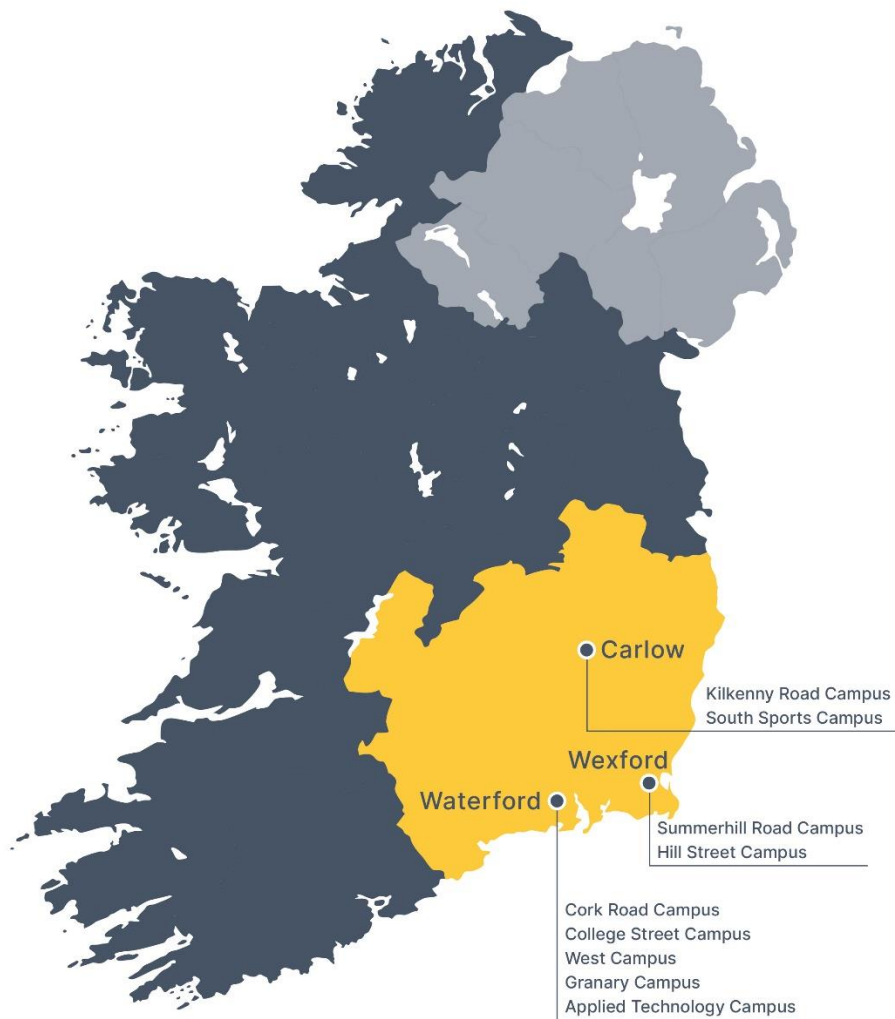 Carlow
Kilkenny Road Campus
South Sports Campus
Wexford
Waterford
Summerhill Road Campus
Hill Street Campus
Cork Road Campus
College Street Campus
West Campus
Granary Campus
Applied Technology Campus